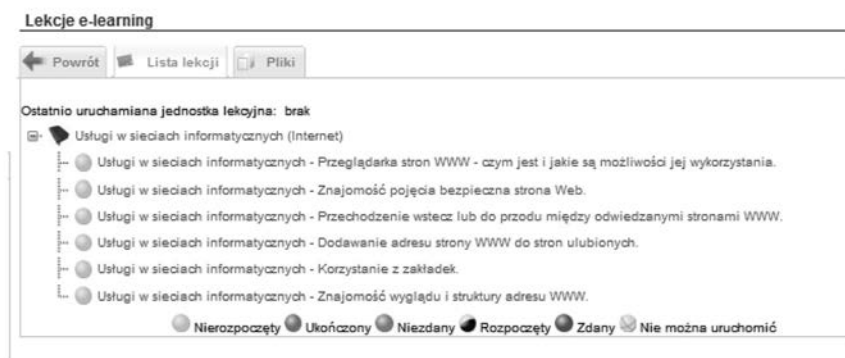 Lekcje e-learning
Powrót Lista lekcji Pliki
Ostatnio uruchamiana jednostka lekcyjna: brak
Usługi w sieciach informatycznych (Internet)
Usługi w sieciach informatycznych - Przeglądarka stron WWW - czym jest i jakie są możliwości jej wykorzystania.
Usługi w sieciach informatycznych - Znajomość pojęcia bezpieczna strona Web.
Usługi w sieciach informatycznych - Przechodzenie wstecz lub do przodu między odwiedzanymi stronami WWW.
Usługi w sieciach informatycznych - Dodawanie adresu strony WWW do stron ulubionych.
Usługi w sieciach informatycznych - Korzystanie z zakładek.
Usługi w sieciach informatycznych - Znajomość wyglądu i struktury adresu WWW.
Nierozpoczęty Ukończony Niezdany Rozpoczęty Zdany Nie można uruchomić